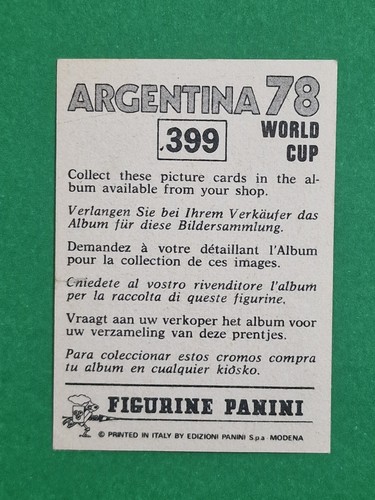 ARGENTINA 78
399
WORLD
CUP
Collect these picture cards in the al-
bum available from your shop.
Verlangen Sie bei Ihrem Verkäufer das
Album für diese Bildersammlung.
Demandez à votre détaillant l'Album
pour la collection de ces images.
Chiedete al vostro rivenditore l'album
per la raccolta di queste figurine.
Vraagt aan uw verkoper het album voor
uw verzameling van deze prentjes.
Para coleccionar estos cromos compra
tu album en cualquier kiosko.
FIGURINE PANINI
© PRINTED IN ITALY BY EDIZIONI PANINI S.p.a - MODENA